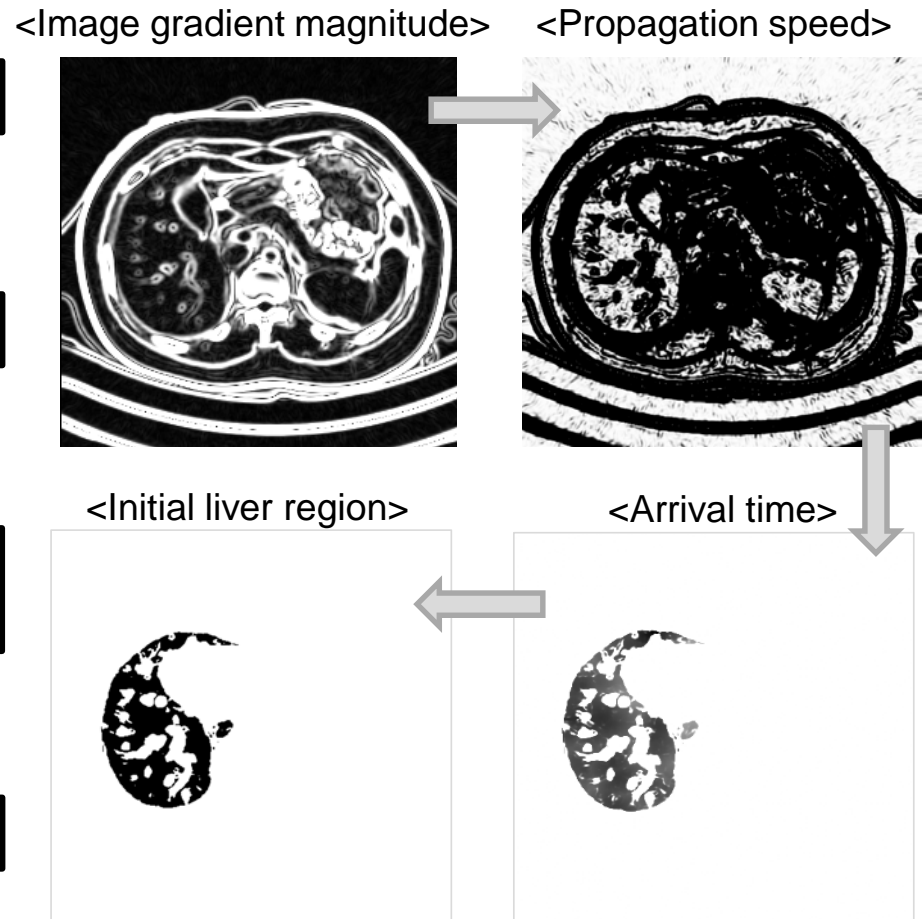 <Image gradient magnitude>
<Propagation speed>
<Initial liver region>
<Arrival time>